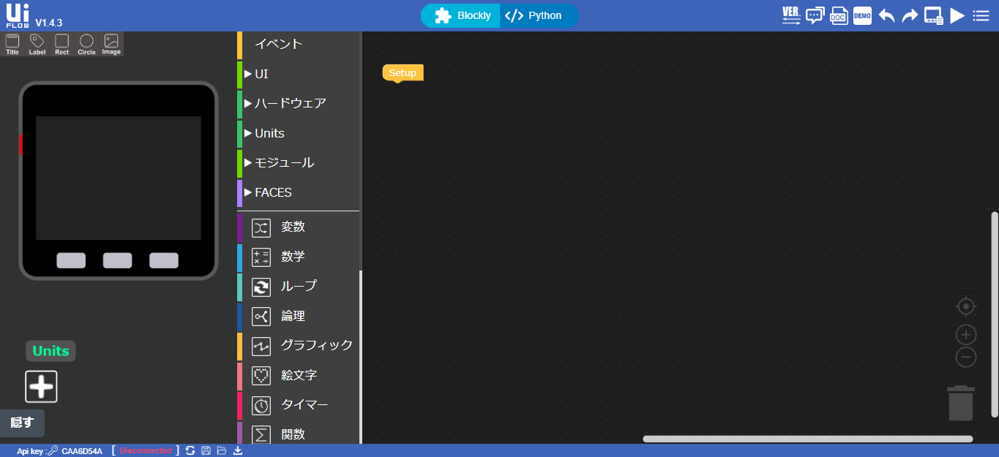 Ui
FLOW V1.4.3
Blockly
</> Python
VER.
DOC
DEMO
Title Label Rect Circle Image
イベント
UI
ハードウェア
Units
モジュール
FACES
変数
数学
ループ
論理
グラフィック
絵文字
タイマー
関数
Setup
Units
隠す
Api key : CAA6D54A [ Disconnected ]